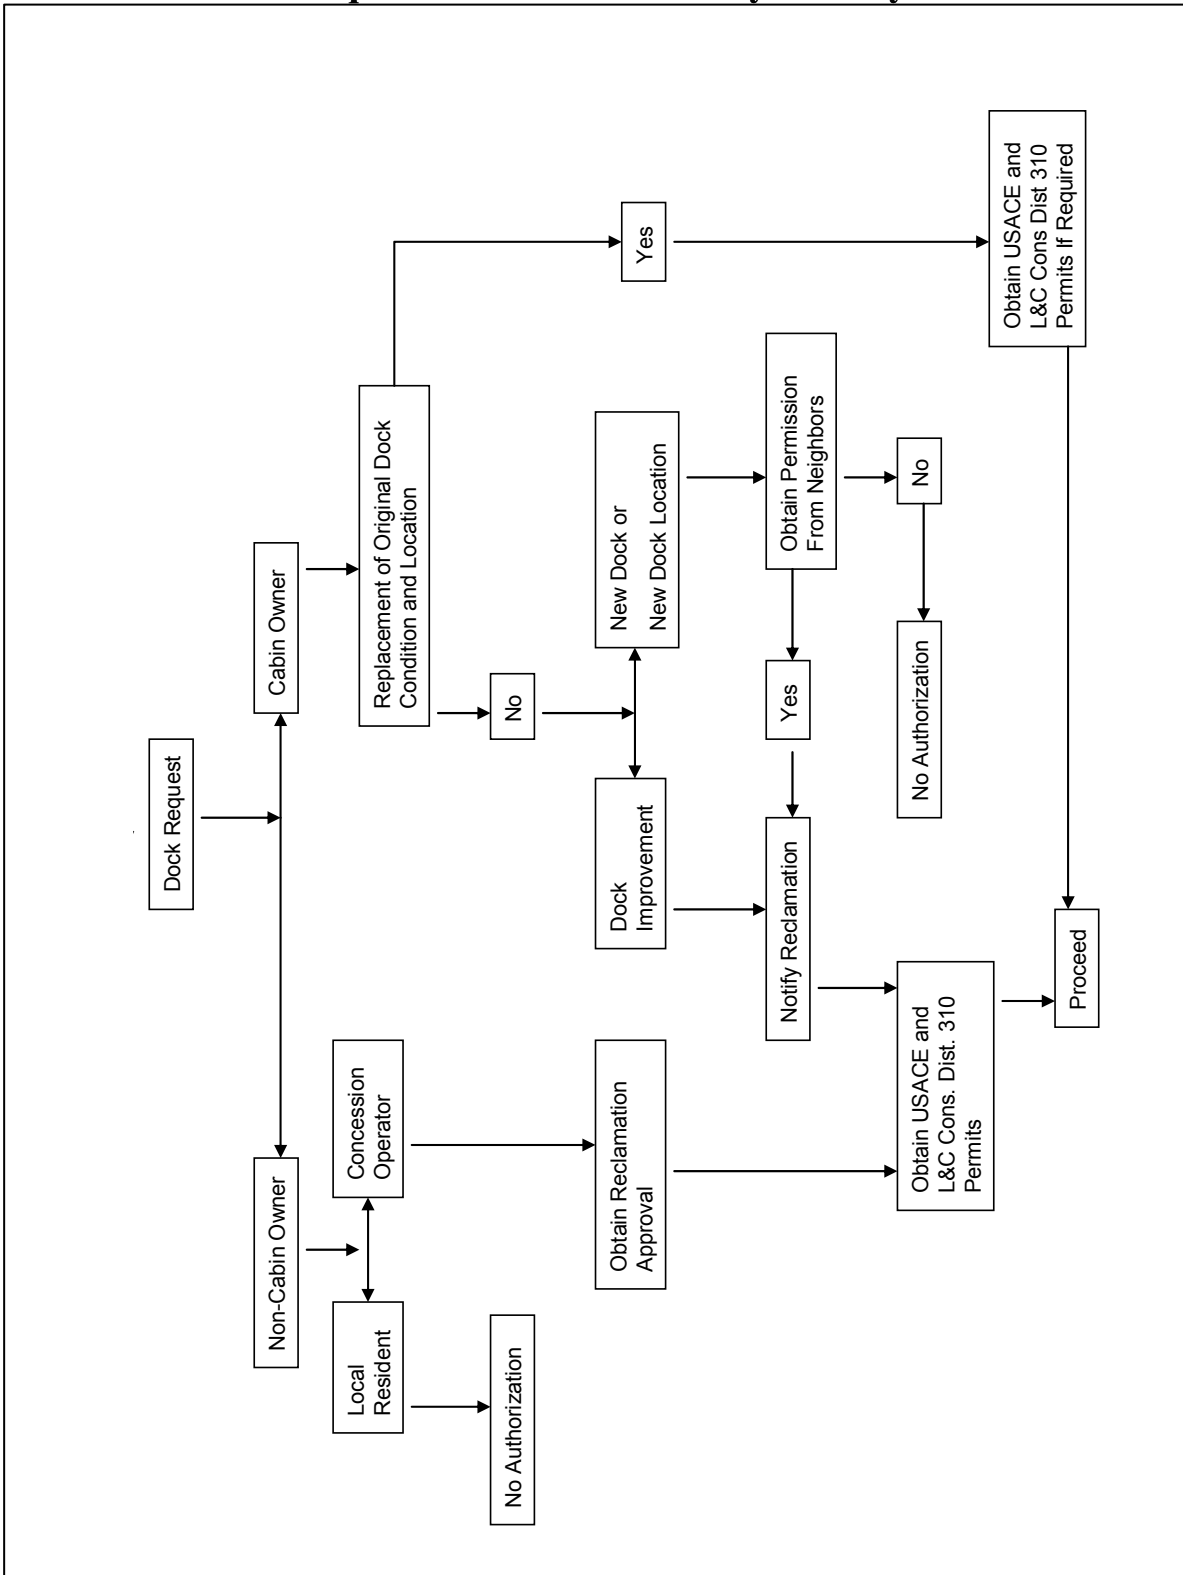 Dock Request
Non-Cabin Owner
Cabin Owner
Local
Resident
Concession
Operator
Replacement of Original Dock
Condition and Location
No Authorization
No
Yes
Obtain Reclamation
Approval
Dock
Improvement
New Dock or
New Dock Location
Notify Reclamation
Yes
Obtain Permission
From Neighbors
Obtain USACE and
L&C Cons. Dist. 310
Permits
No Authorization
No
Obtain USACE and
L&C Cons Dist 310
Permits If Required
Proceed